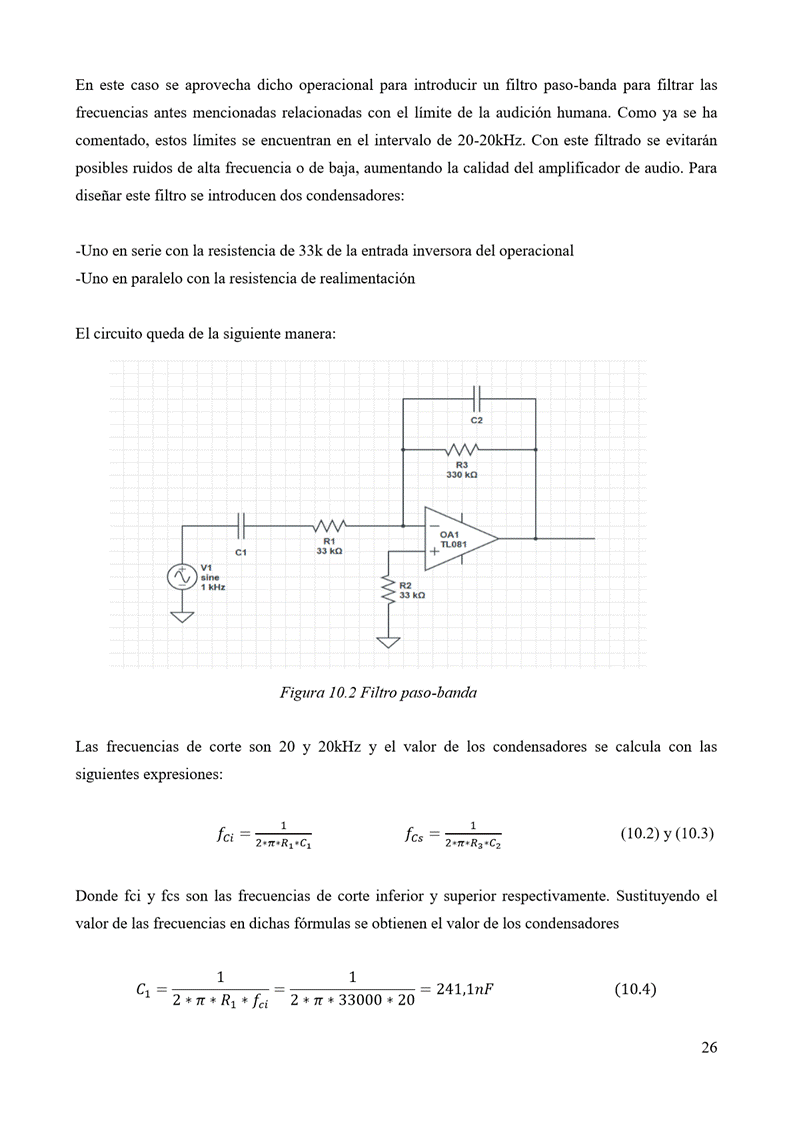 En este caso se aprovecha dicho operacional para introducir un filtro paso-banda para filtrar las
frecuencias antes mencionadas relacionadas con el límite de la audición humana. Como ya se ha
comentado, estos límites se encuentran en el intervalo de 20-20kHz. Con este filtrado se evitarán
posibles ruidos de alta frecuencia o de baja, aumentando la calidad del amplificador de audio. Para
diseñar este filtro se introducen dos condensadores:
-Uno en serie con la resistencia de 33k de la entrada inversora del operacional
-Uno en paralelo con la resistencia de realimentación
El circuito queda de la siguiente manera:
C2
R3
330 kΩ
OA1
TL081
R1
33 kΩ
C1
V1
sine
1 kHz
R2
33 kΩ
Figura 10.2 Filtro paso-banda
Las frecuencias de corte son 20 y 20kHz y el valor de los condensadores se calcula con las
siguientes expresiones:
f_{Ci} = 1 / (2*π*R_1*C_1) f_{Cs} = 1 / (2*π*R_3*C_2) (10.2) y (10.3)
Donde fci y fcs son las frecuencias de corte inferior y superior respectivamente. Sustituyendo el
valor de las frecuencias en dichas fórmulas se obtienen el valor de los condensadores
C_1 = 1 / (2 * π * R_1 * f_{ci}) = 1 / (2 * π * 33000 * 20) = 241,1nF (10.4)
26